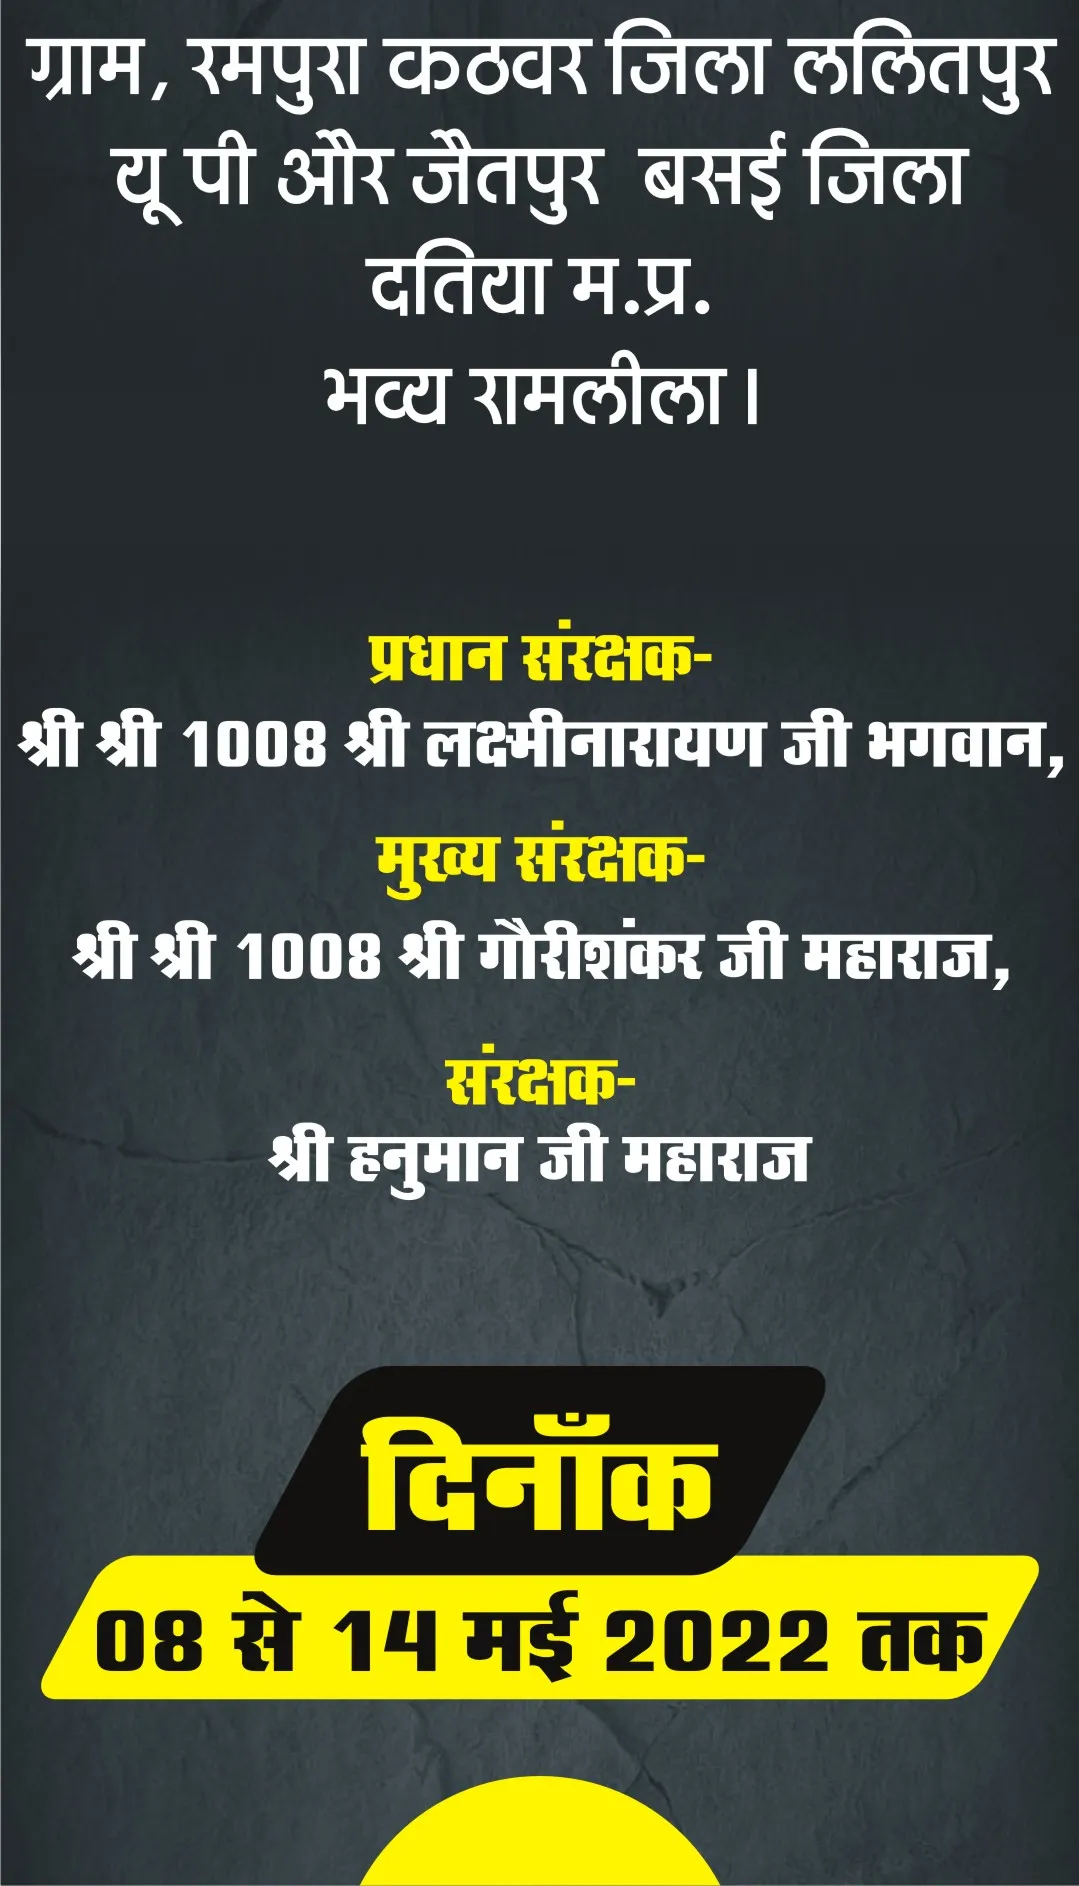 ग्राम, रमपुरा कठवर जिला ललितपुर
यू पी और जैतपुर बसई जिला
दतिया म.प्र.
भव्य रामलीला।
प्रधान संरक्षक-
श्री श्री 1008 श्री लक्ष्मीनारायण जी भगवान,
मुख्य संरक्षक-
श्री श्री 1008 श्री गौरीशंकर जी महाराज,
संरक्षक-
श्री हनुमान जी महाराज
दिनाँक
08 से 14 मई 2022 तक